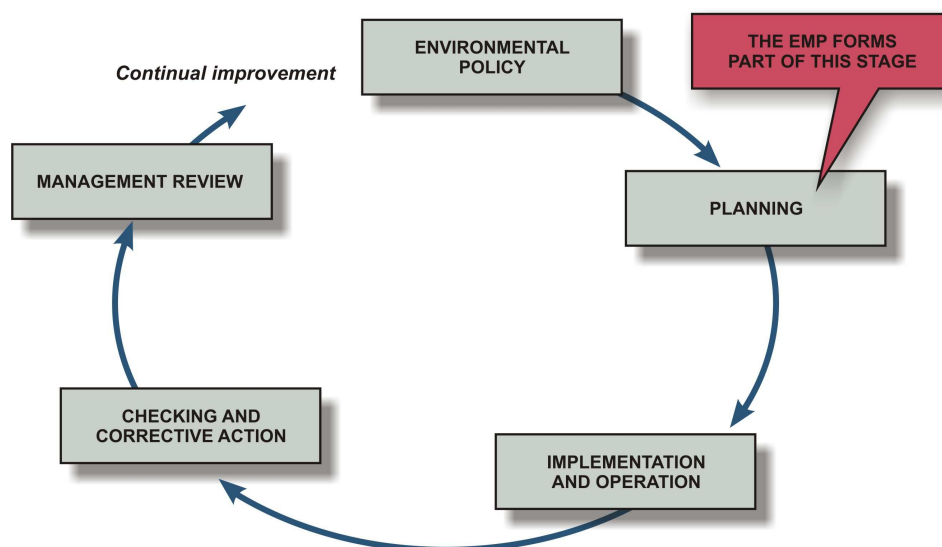 ENVIRONMENTAL
POLICY
THE EMP FORMS
PART OF THIS STAGE
Continual improvement
MANAGEMENT REVIEW
PLANNING
CHECKING AND
CORRECTIVE ACTION
IMPLEMENTATION
AND OPERATION